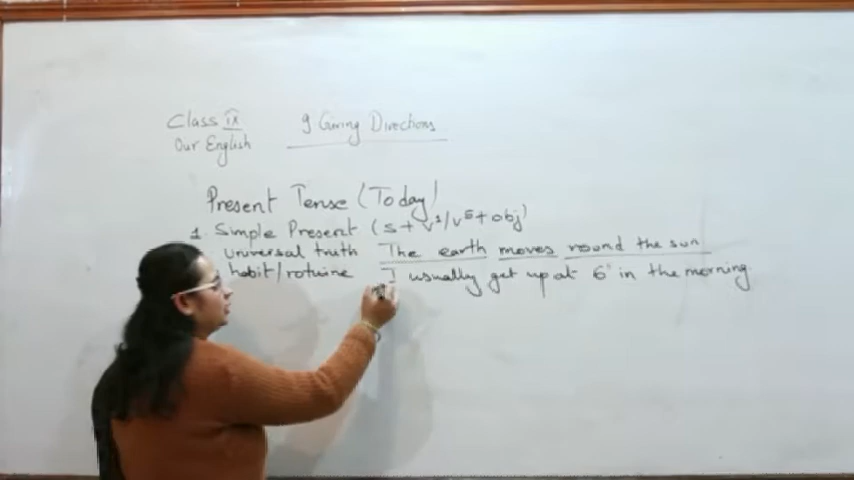 Class IX 9 Giving Directions
Our English
Present Tense (Today)
1. Simple Present (S + V¹/V⁵ + obj)
universal truth The earth moves round the sun
habit/rotuine I usually get up at 6° in the morning